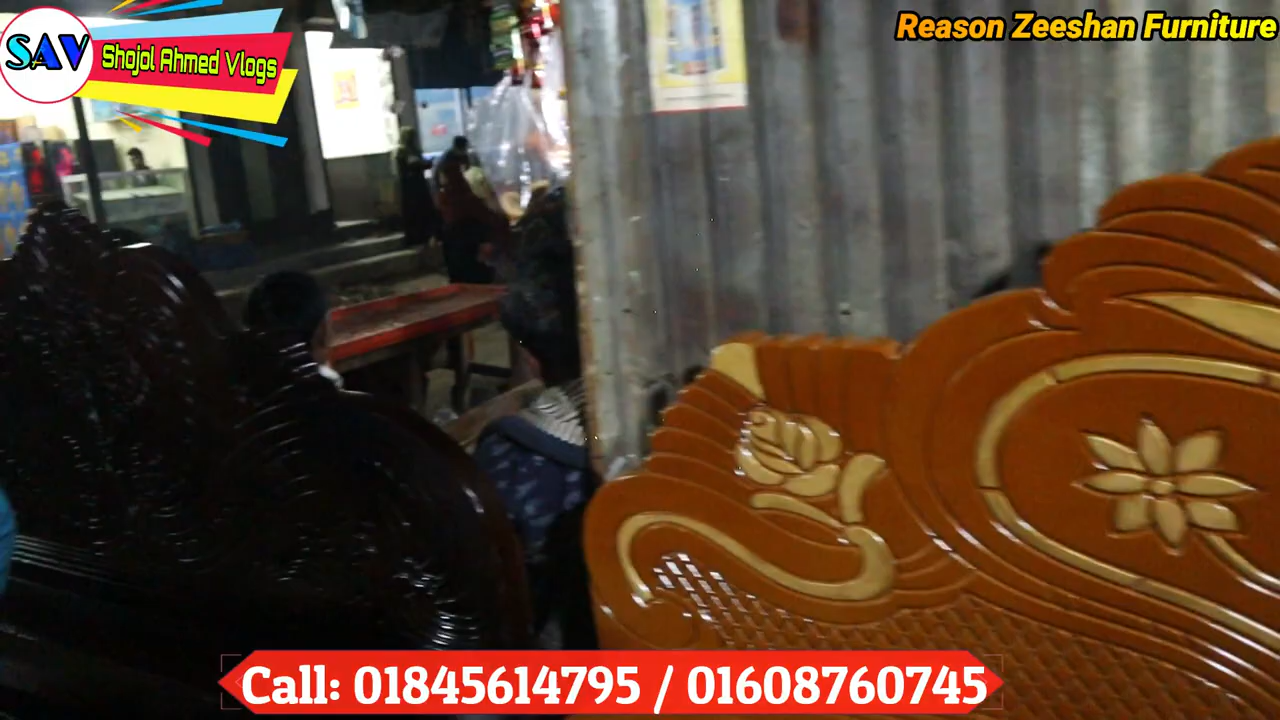 SAV
Shojol Ahmed Vlogs
Reason Zeeshan Furniture
Call: 01845614795 / 01608760745